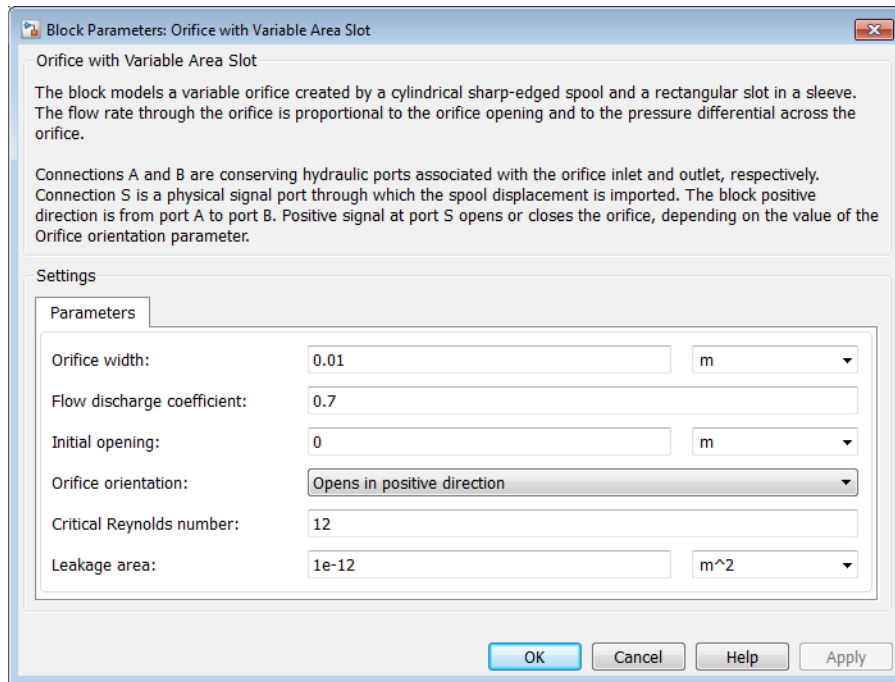 Block Parameters: Orifice with Variable Area Slot
Orifice with Variable Area Slot
The block models a variable orifice created by a cylindrical sharp-edged spool and a rectangular slot in a sleeve.
The flow rate through the orifice is proportional to the orifice opening and to the pressure differential across the
orifice.
Connections A and B are conserving hydraulic ports associated with the orifice inlet and outlet, respectively.
Connection S is a physical signal port through which the spool displacement is imported. The block positive
direction is from port A to port B. Positive signal at port S opens or closes the orifice, depending on the value of the
Orifice orientation parameter.
Settings
Parameters
Orifice width: 0.01 m
Flow discharge coefficient: 0.7
Initial opening: 0 m
Orifice orientation: Opens in positive direction
Critical Reynolds number: 12
Leakage area: 1e-12 m^2
OK Cancel Help Apply